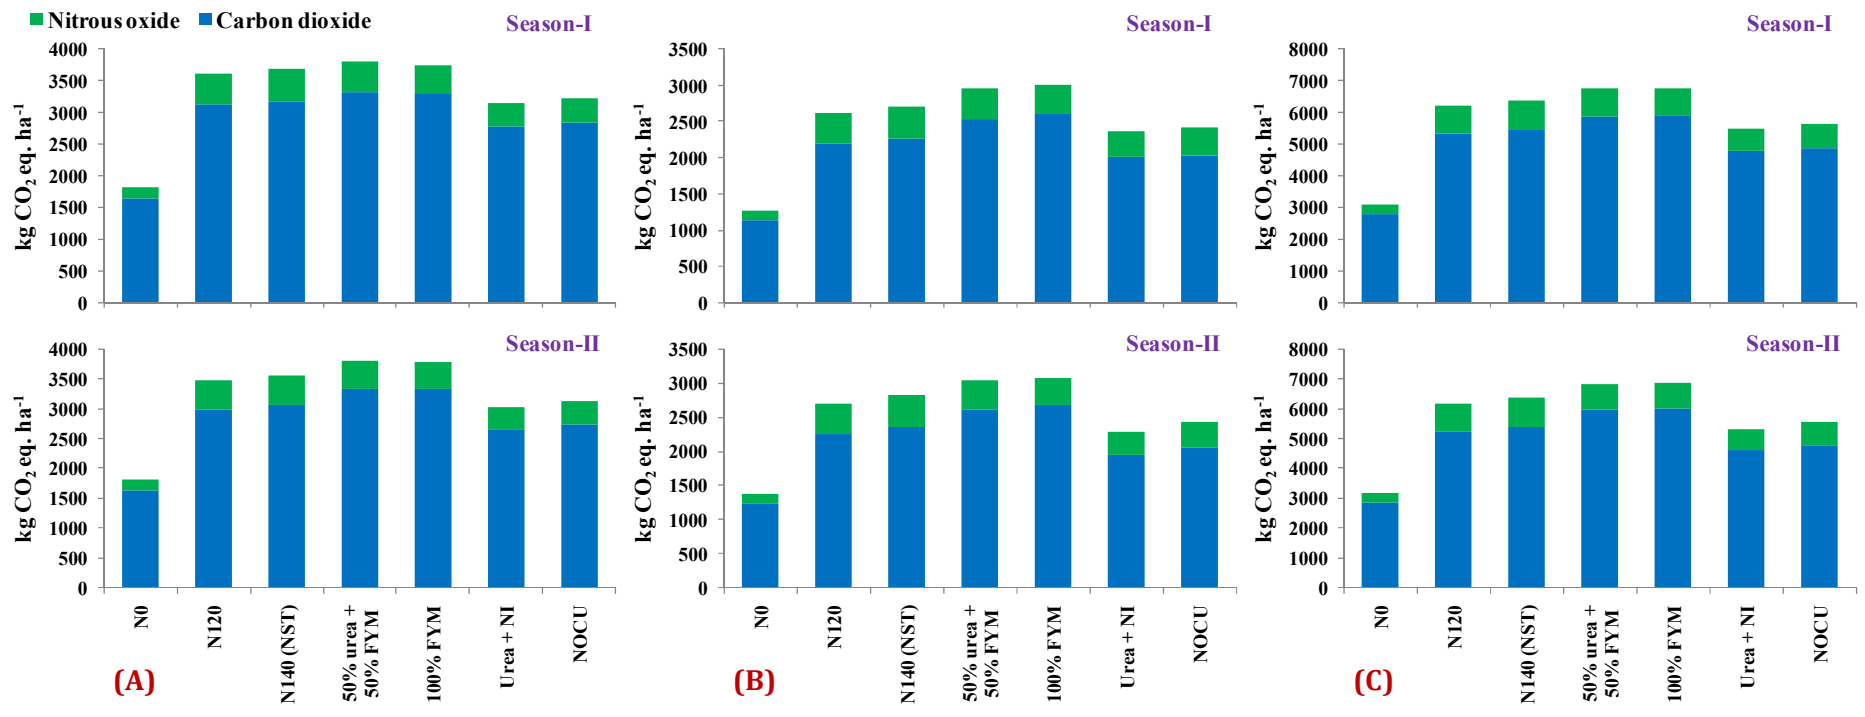 Nitrous oxide Carbon dioxide
Season-I
Season-I
Season-I
kg CO₂ eq. ha⁻¹
4000
3500
3000
2500
2000
1500
1000
500
0
kg CO₂ eq. ha⁻¹
3500
3000
2500
2000
1500
1000
500
0
kg CO₂ eq. ha⁻¹
8000
7000
6000
5000
4000
3000
2000
1000
0
Season-II
Season-II
Season-II
kg CO₂ eq. ha⁻¹
4000
3500
3000
2500
2000
1500
1000
500
0
kg CO₂ eq. ha⁻¹
3500
3000
2500
2000
1500
1000
500
0
kg CO₂ eq. ha⁻¹
8000
7000
6000
5000
4000
3000
2000
1000
0
N0
N120
N140 (NST)
50% urea +
50% FYM
100% FYM
Urea + NI
NOCU
N0
N120
N140 (NST)
50% urea +
50% FYM
100% FYM
Urea + NI
NOCU
N0
N120
N140 (NST)
50% urea +
50% FYM
100% FYM
Urea + NI
NOCU
(A)
(B)
(C)